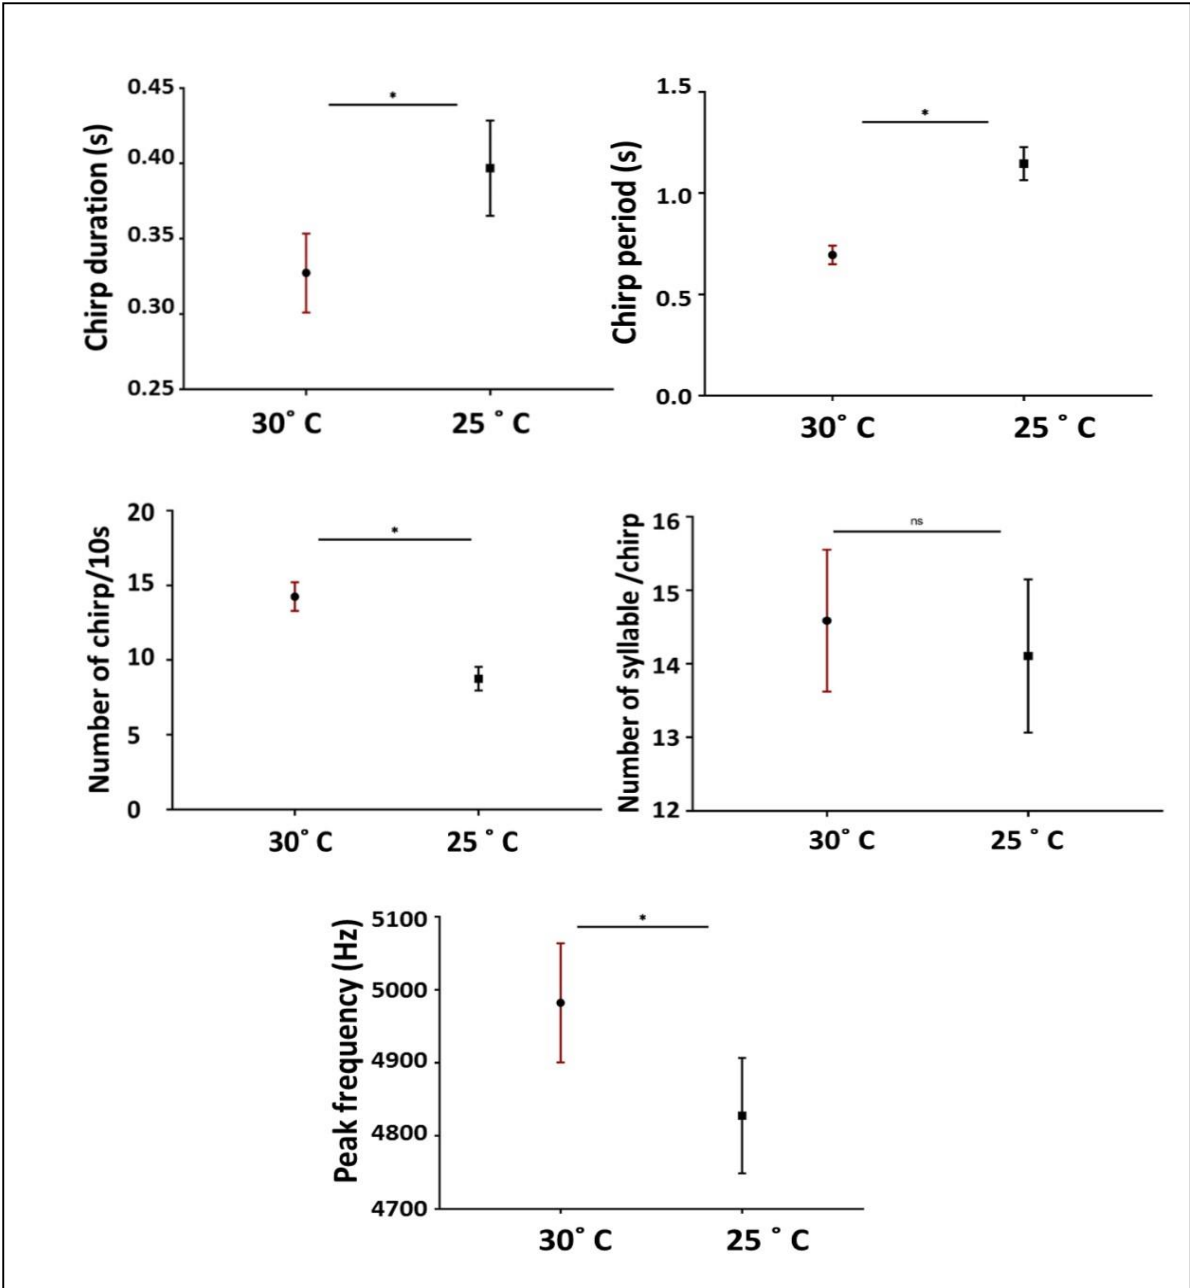 Chirp duration (s)
0.45
0.40
0.35
0.30
0.25
*
30° C
25 ° C
Chirp period (s)
1.5
1.0
0.5
0.0
*
30° C
25 ° C
Number of chirp/10s
20
15
10
5
0
*
30° C
25 ° C
Number of syllable /chirp
16
15
14
13
12
ns
30° C
25 ° C
Peak frequency (Hz)
5100
5000
4900
4800
4700
*
30° C
25 ° C